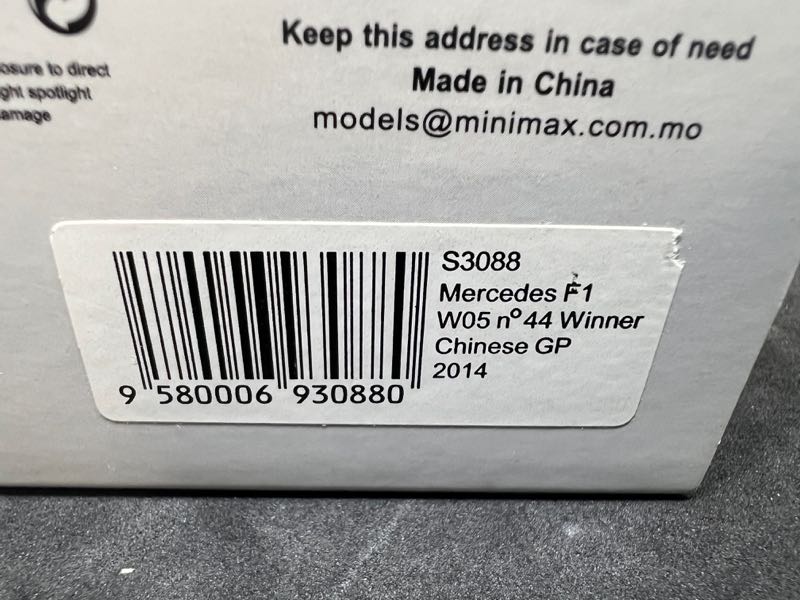 osure to direct
ght spotlight
amage
Keep this address in case of need
Made in China
models@minimax.com.mo
S3088
Mercedes F1
W05 nº 44 Winner
Chinese GP
2014
9 580006 930880